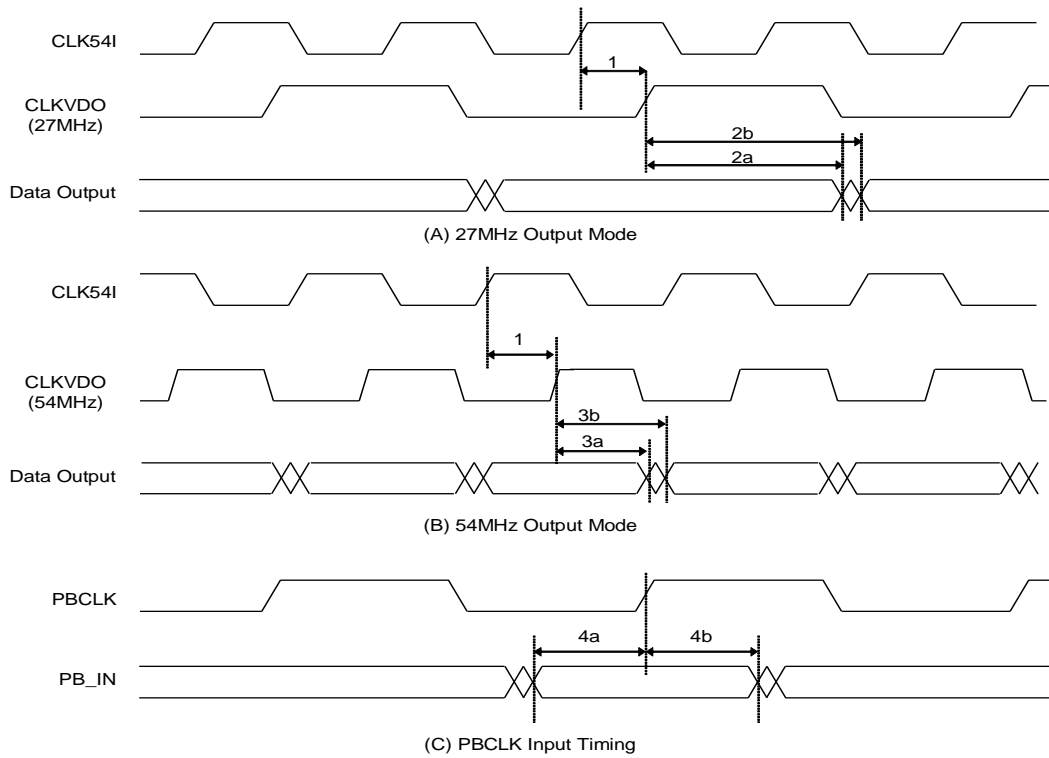 CLK54I
1
CLKVDO
(27MHz)
2b
2a
Data Output
(A) 27MHz Output Mode
CLK54I
1
CLKVDO
(54MHz)
3b
3a
Data Output
(B) 54MHz Output Mode
PBCLK
4a
4b
PB_IN
(C) PBCLK Input Timing